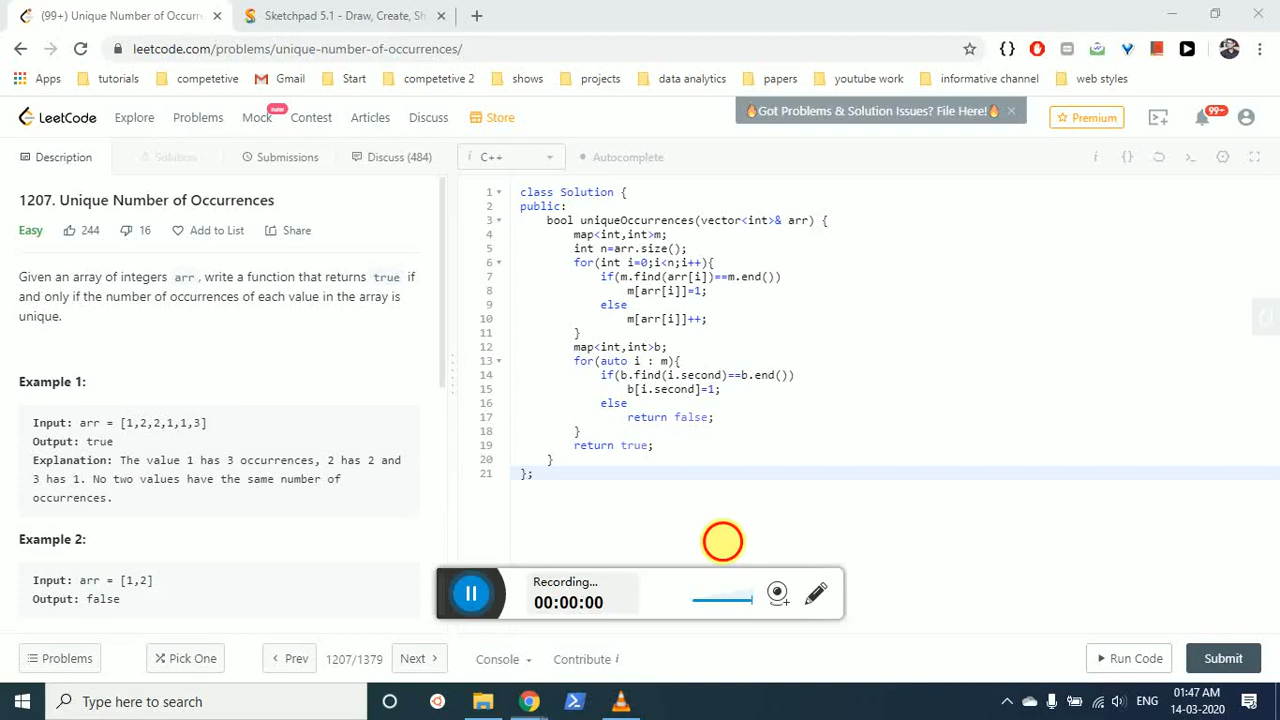 (99+) Unique Number of Occurre
Sketchpad 5.1 - Draw, Create, Sh
leetcode.com/problems/unique-number-of-occurrences/
Apps tutorials competetive Gmail Start competetive 2 shows projects data analytics papers youtube work informative channel web styles
LeetCode Explore Problems Mock new Contest Articles Discuss Store
🔥Got Problems & Solution Issues? File Here!🔥
Premium 99+
Description Solution Submissions Discuss (484)
i C++ Autocomplete
1207. Unique Number of Occurrences
Easy 244 16 Add to List Share
Given an array of integers arr, write a function that returns true if
and only if the number of occurrences of each value in the array is
unique.
Example 1:
Input: arr = [1,2,2,1,1,3]
Output: true
Explanation: The value 1 has 3 occurrences, 2 has 2 and
3 has 1. No two values have the same number of
occurrences.
Example 2:
Input: arr = [1,2]
Output: false
1 class Solution {
2 public:
3 bool uniqueOccurrences(vector<int>& arr) {
4 map<int,int>m;
5 int n=arr.size();
6 for(int i=0;i<n;i++){
7 if(m.find(arr[i])==m.end())
8 m[arr[i]]=1;
9 else
10 m[arr[i]]++;
11 }
12 map<int,int>b;
13 for(auto i : m){
14 if(b.find(i.second)==b.end())
15 b[i.second]=1;
16 else
17 return false;
18 }
19 return true;
20 }
21 };
Recording...
00:00:00
Problems Pick One Prev 1207/1379 Next Console Contribute i Run Code Submit
Type here to search
ENG
01:47 AM
14-03-2020